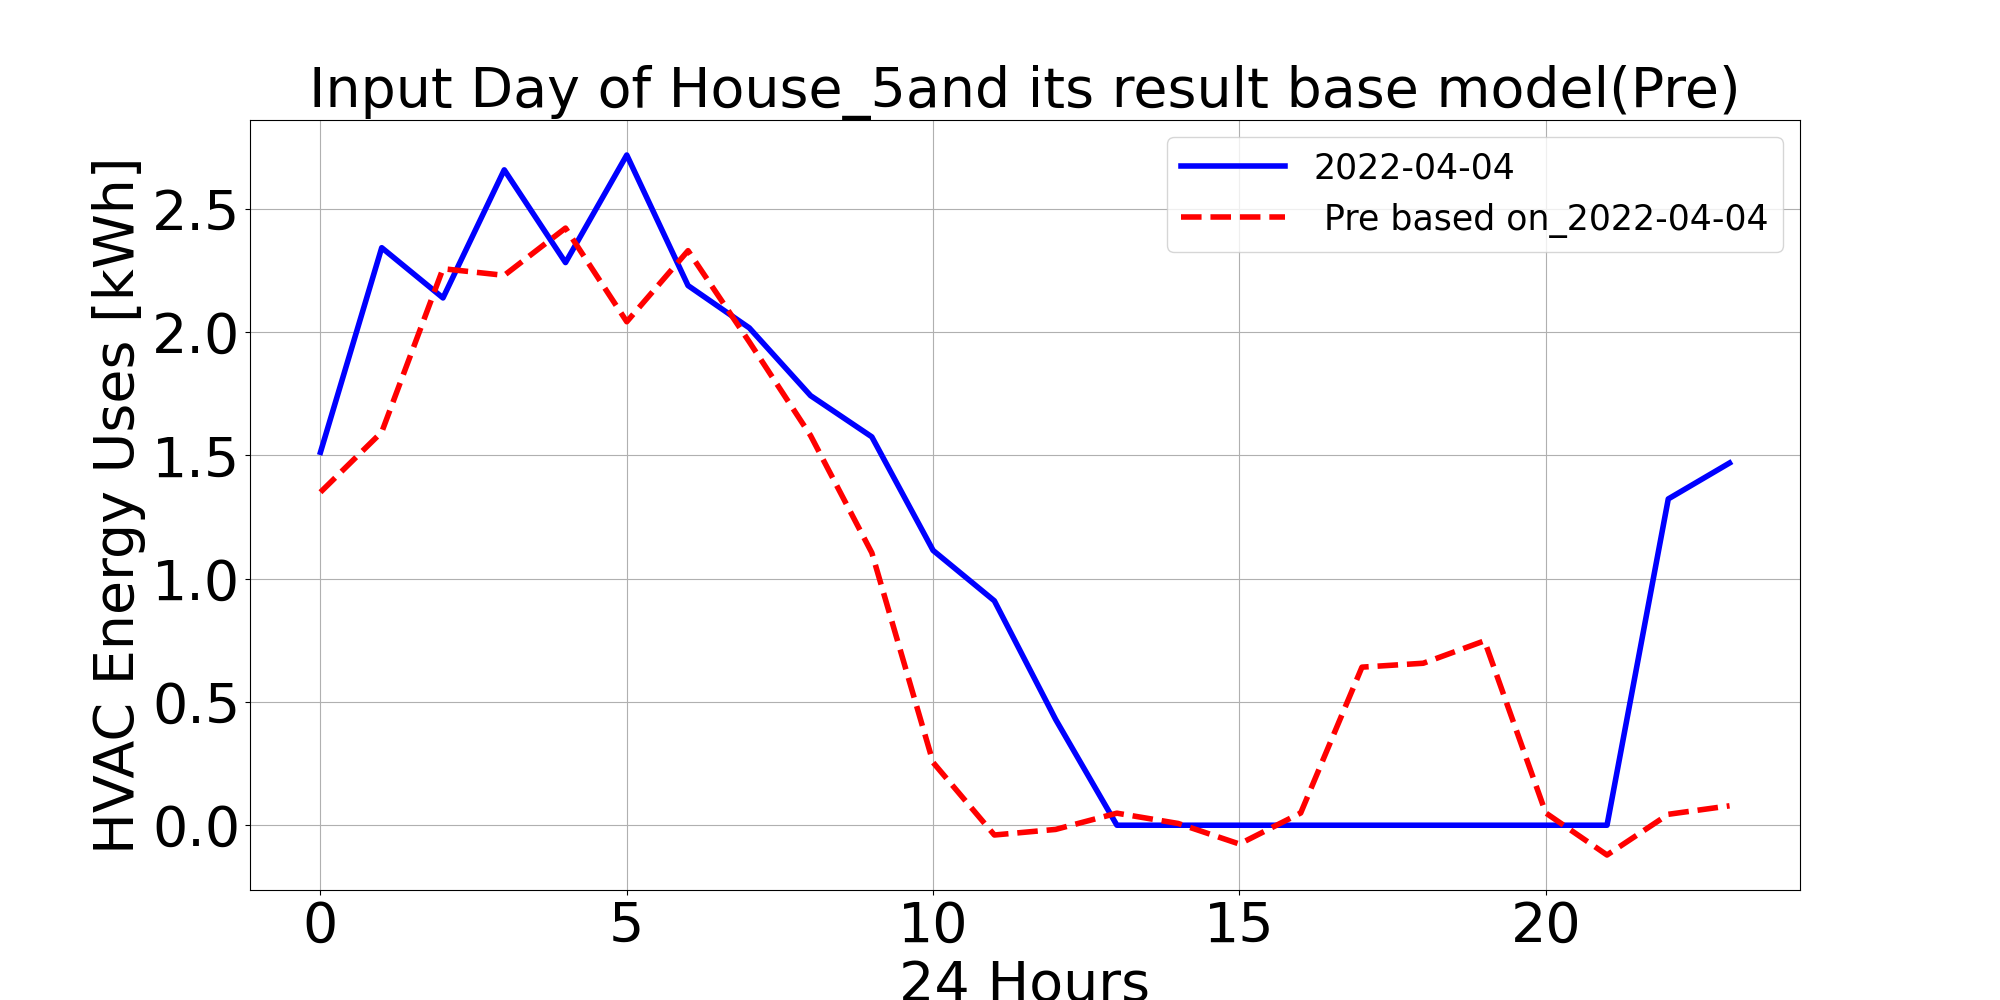 Input Day of House_5and its result base model(Pre)
2022-04-04
Pre based on_2022-04-04
HVAC Energy Uses [kWh]
2.5
2.0
1.5
1.0
0.5
0.0
0 5 10 15 20
24 Hours